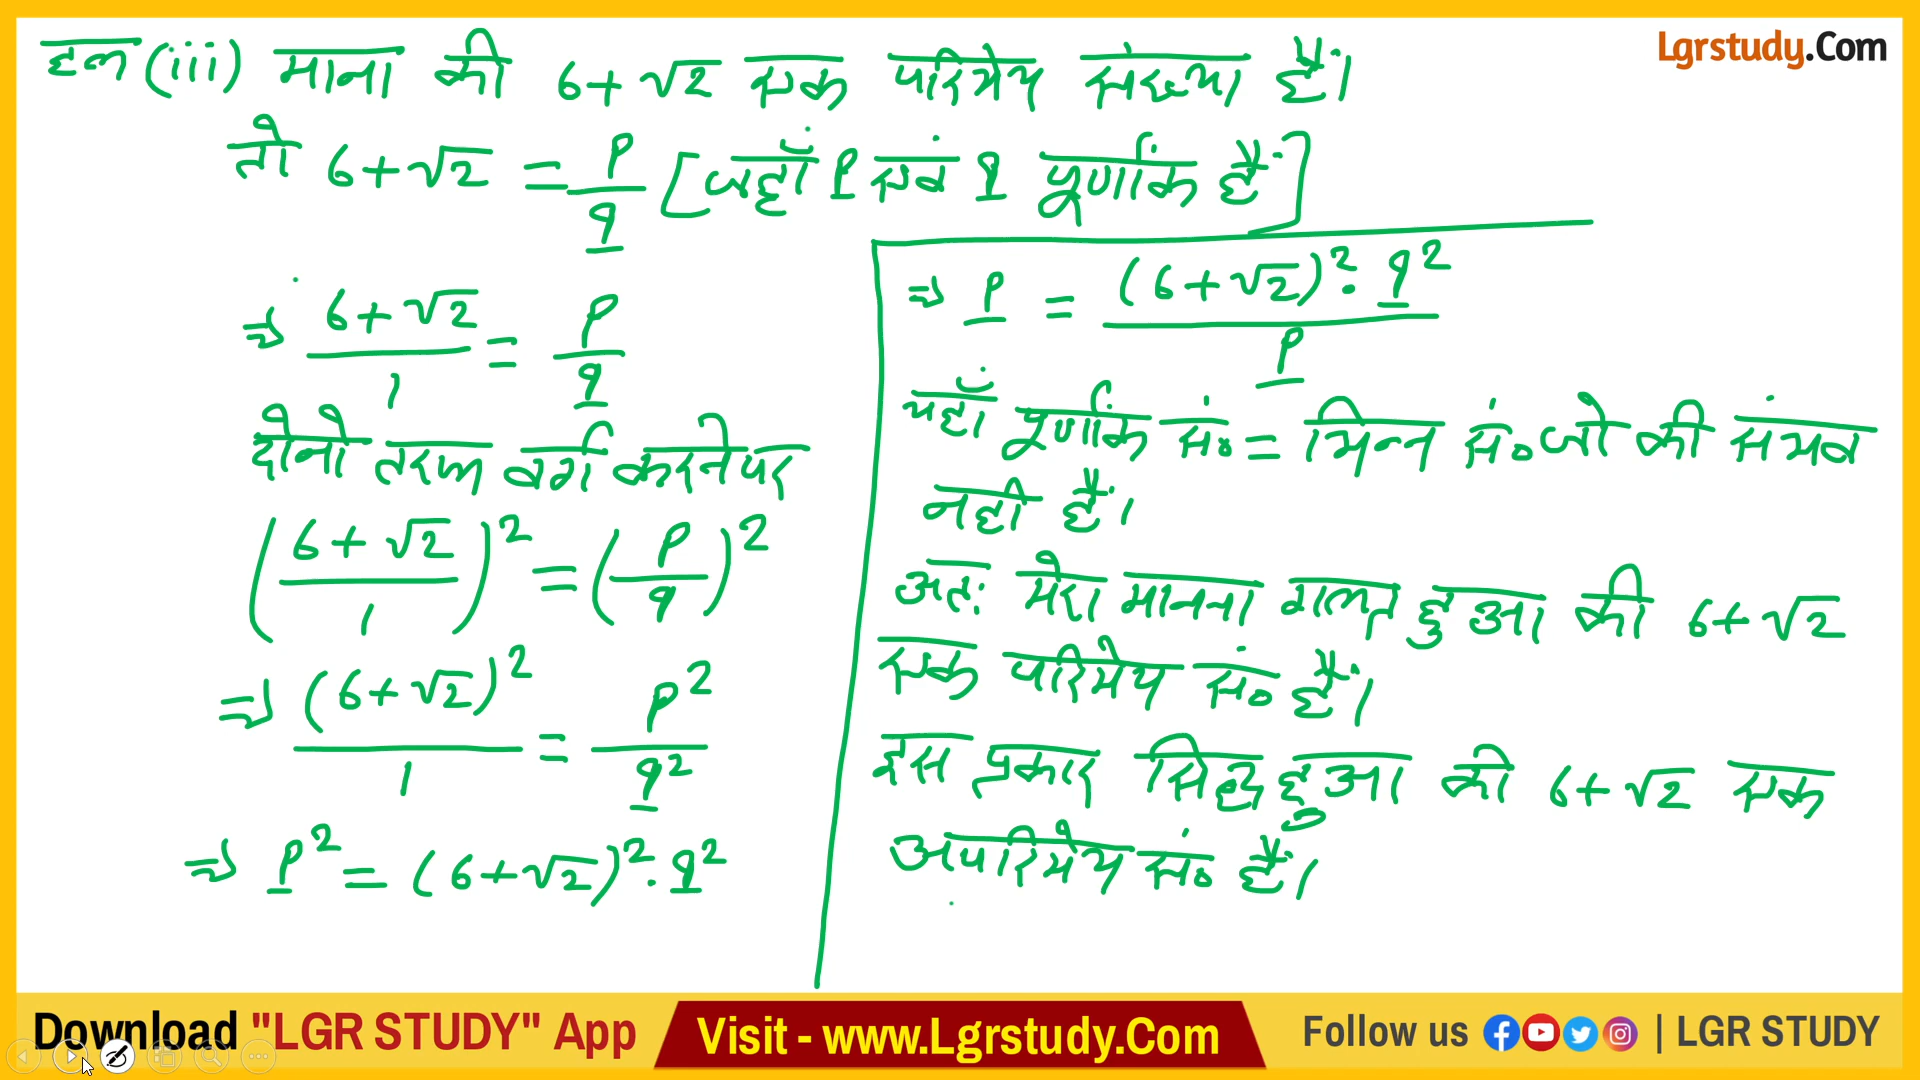 Lgrstudy.Com
हल (iii) माना की 6+√2 एक परिमेय संख्या है।
तो 6+√2 = P/q [जहाँ P एवं q पूर्णांक है]
⇒ 6+√2/1 = P/q
दोनो तरफ वर्ग करने पर
(6+√2/1)² = (P/q)²
⇒ (6+√2)²/1 = P²/q²
⇒ P² = (6+√2)².q²
⇒ P = (6+√2)².q²/P
यहाँ पूर्णांक सं० = भिन्न सं० जो की संभव
नही है।
अतः मेरा मानना गलत हुआ की 6+√2
एक परिमेय सं० है।
इस प्रकार सिद्ध हुआ की 6+√2 एक
अपरिमेय सं० है।
Download "LGR STUDY" App
Visit - www.Lgrstudy.Com
Follow us | LGR STUDY